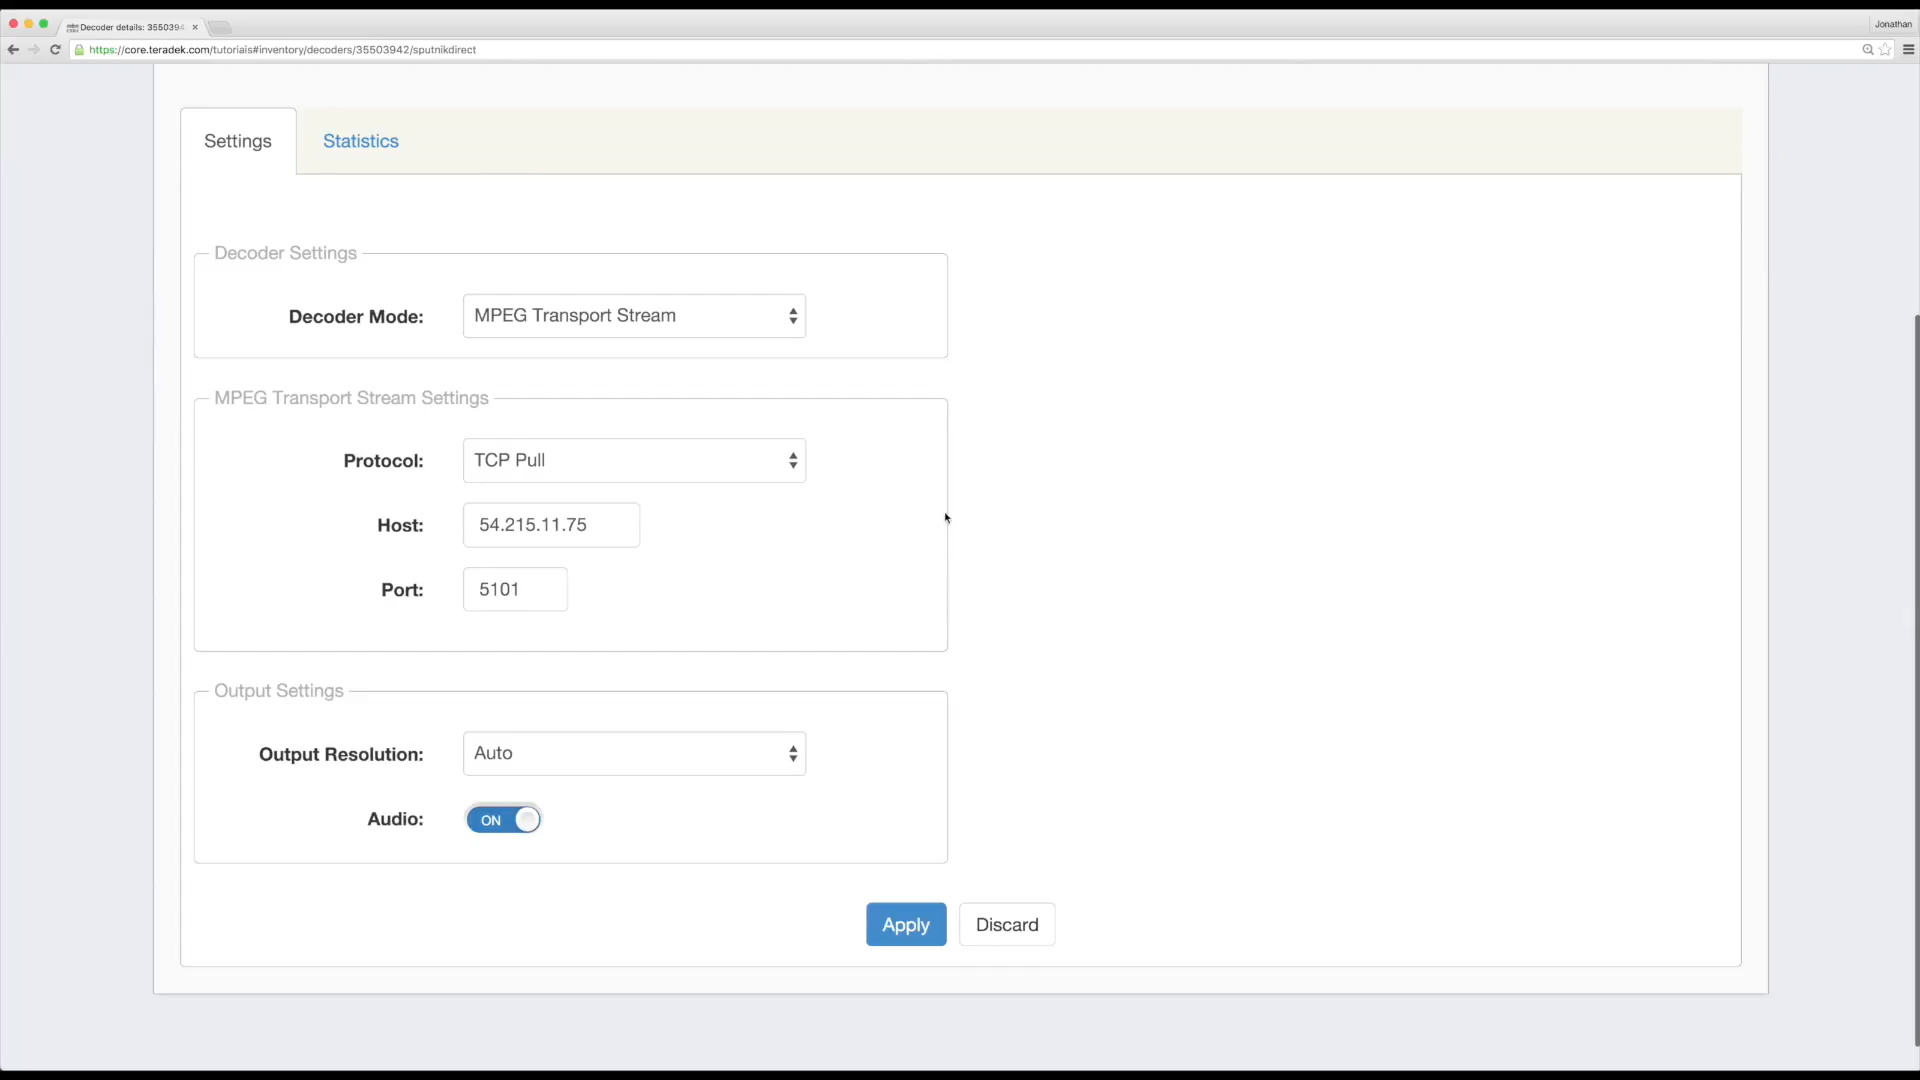 Decoder details: 3550394
Jonathan
https://core.teradek.com/tutorials#inventory/decoders/35503942/sputnikdirect
Settings
Statistics
Decoder Settings
Decoder Mode: MPEG Transport Stream
MPEG Transport Stream Settings
Protocol: TCP Pull
Host: 54.215.11.75
Port: 5101
Output Settings
Output Resolution: Auto
Audio: ON
Apply Discard